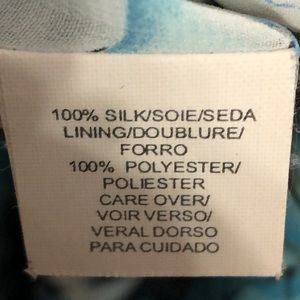 100% SILK/SOIE/SEDA
LINING/DOUBLURE/
FORRO
100% POLYESTER/
POLIESTER
CARE OVER/
VOIR VERSO/
VERAL DORSO
PARA CUIDADO